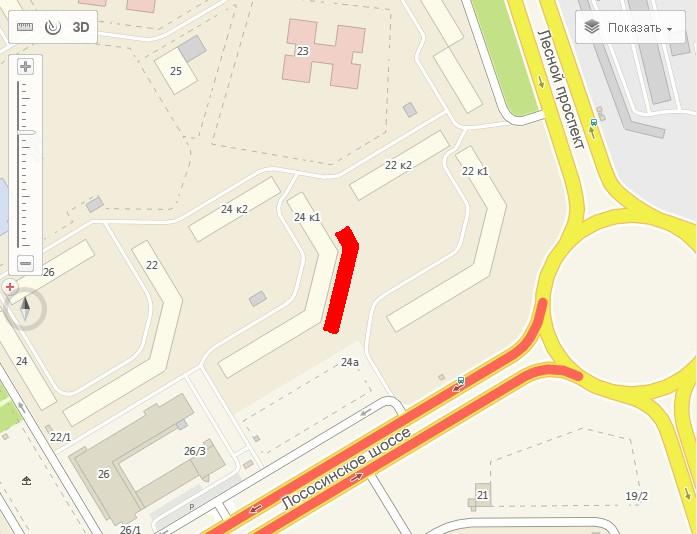 3D
Показать
Лесной проспект
23
25
22 к2
22 к1
24 к2
24 к1
22
26
24
24а
22/1
26
26/3
Лососинское шоссе
P
21
19/2
26/1